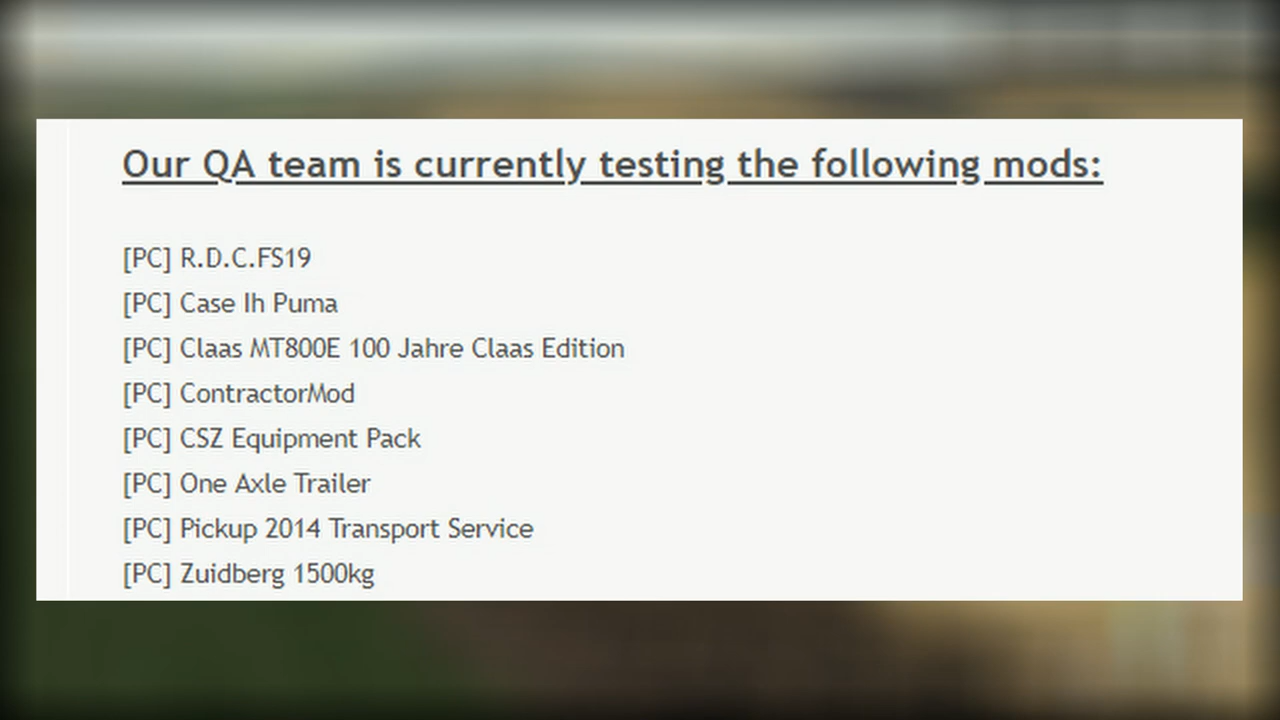 Our QA team is currently testing the following mods:
[PC] R.D.C.FS19
[PC] Case Ih Puma
[PC] Claas MT800E 100 Jahre Claas Edition
[PC] ContractorMod
[PC] CSZ Equipment Pack
[PC] One Axle Trailer
[PC] Pickup 2014 Transport Service
[PC] Zuidberg 1500kg